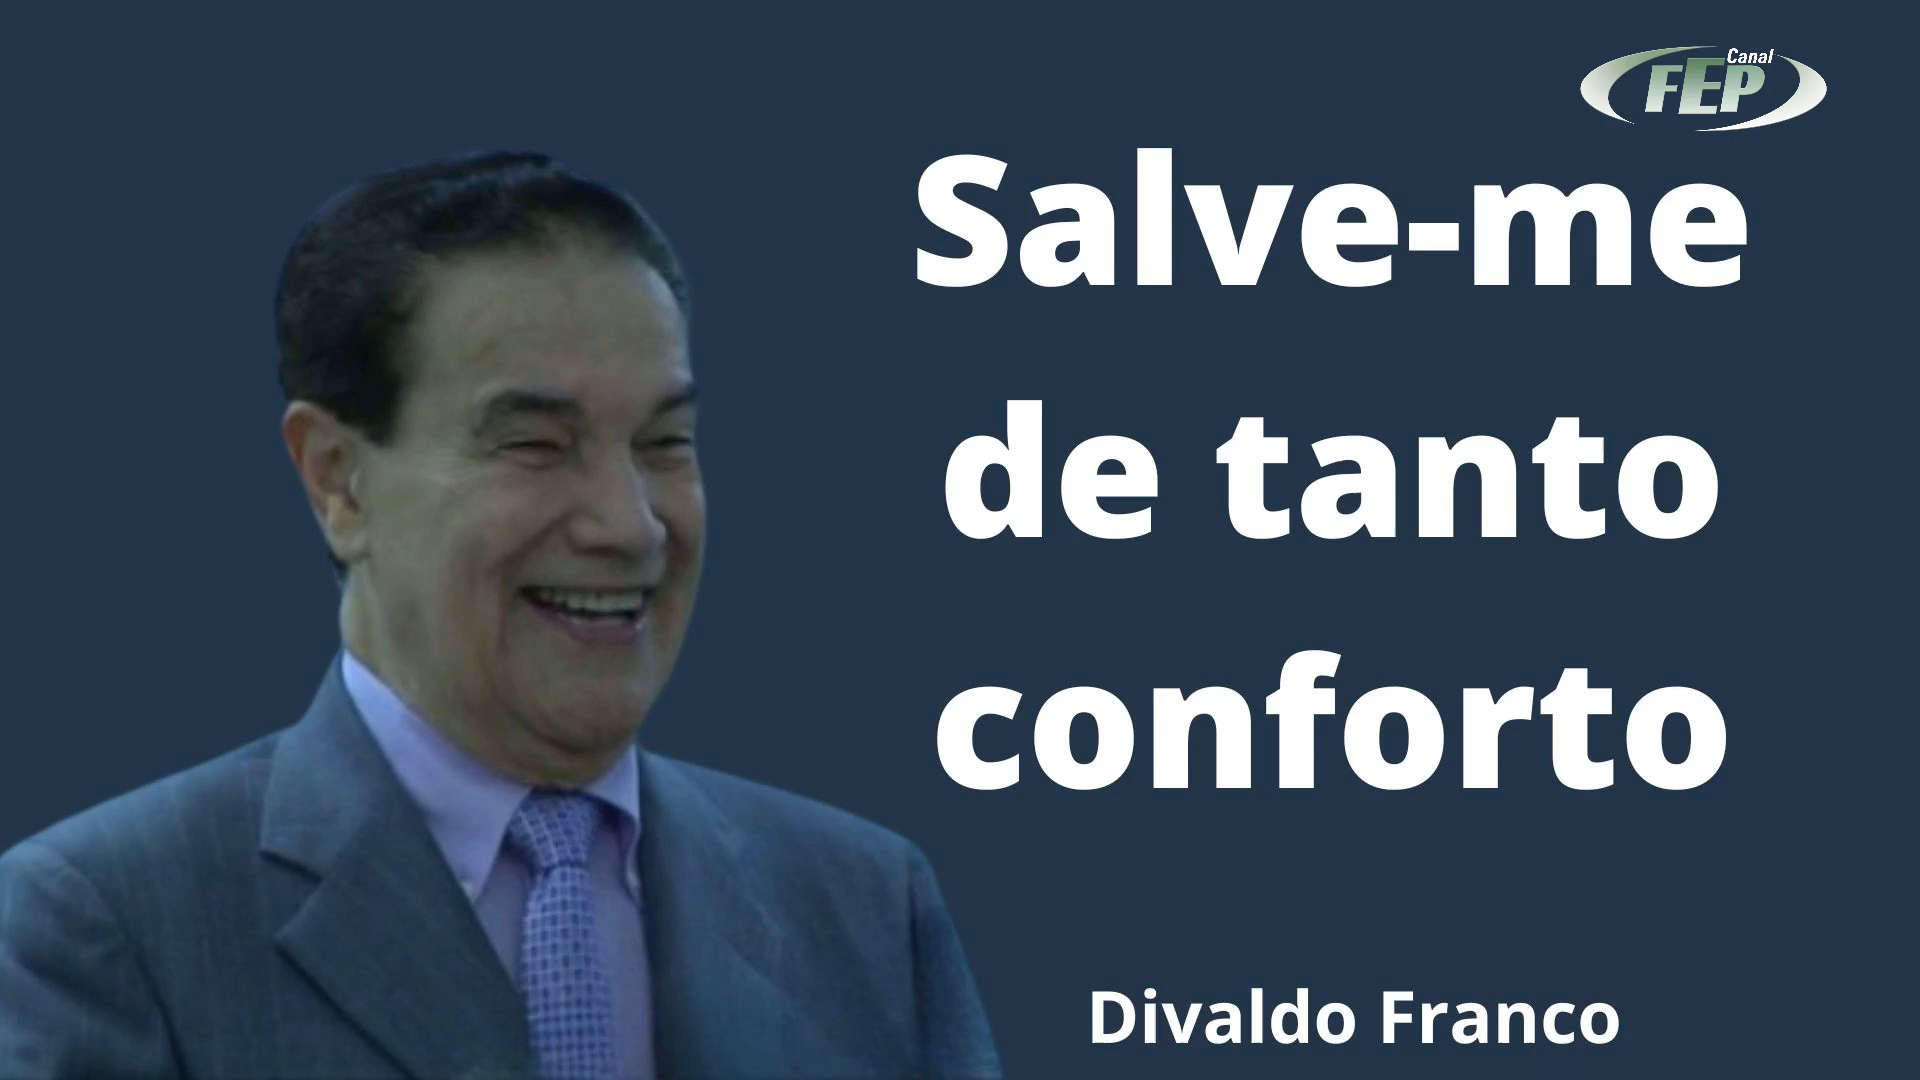 Canal
FEP
Salve-me
de tanto
conforto
Divaldo Franco